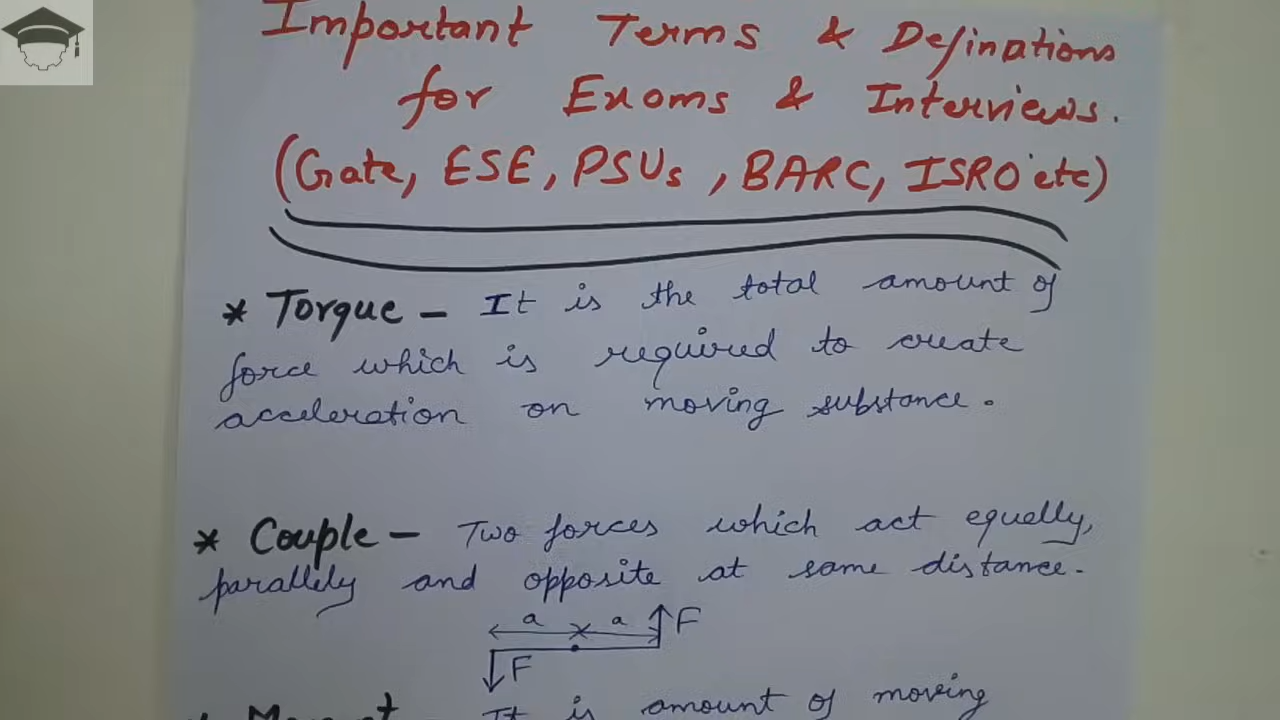 Important Terms & Definations
for Exams & Interviews.
(Gate, ESE, PSUs, BARC, ISRO etc)
* Torque - It is the total amount of
force which is required to create
acceleration on moving substance.
* Couple - Two forces which act equally,
parallely and opposite at same distance.
a a F
F
It is amount of moving